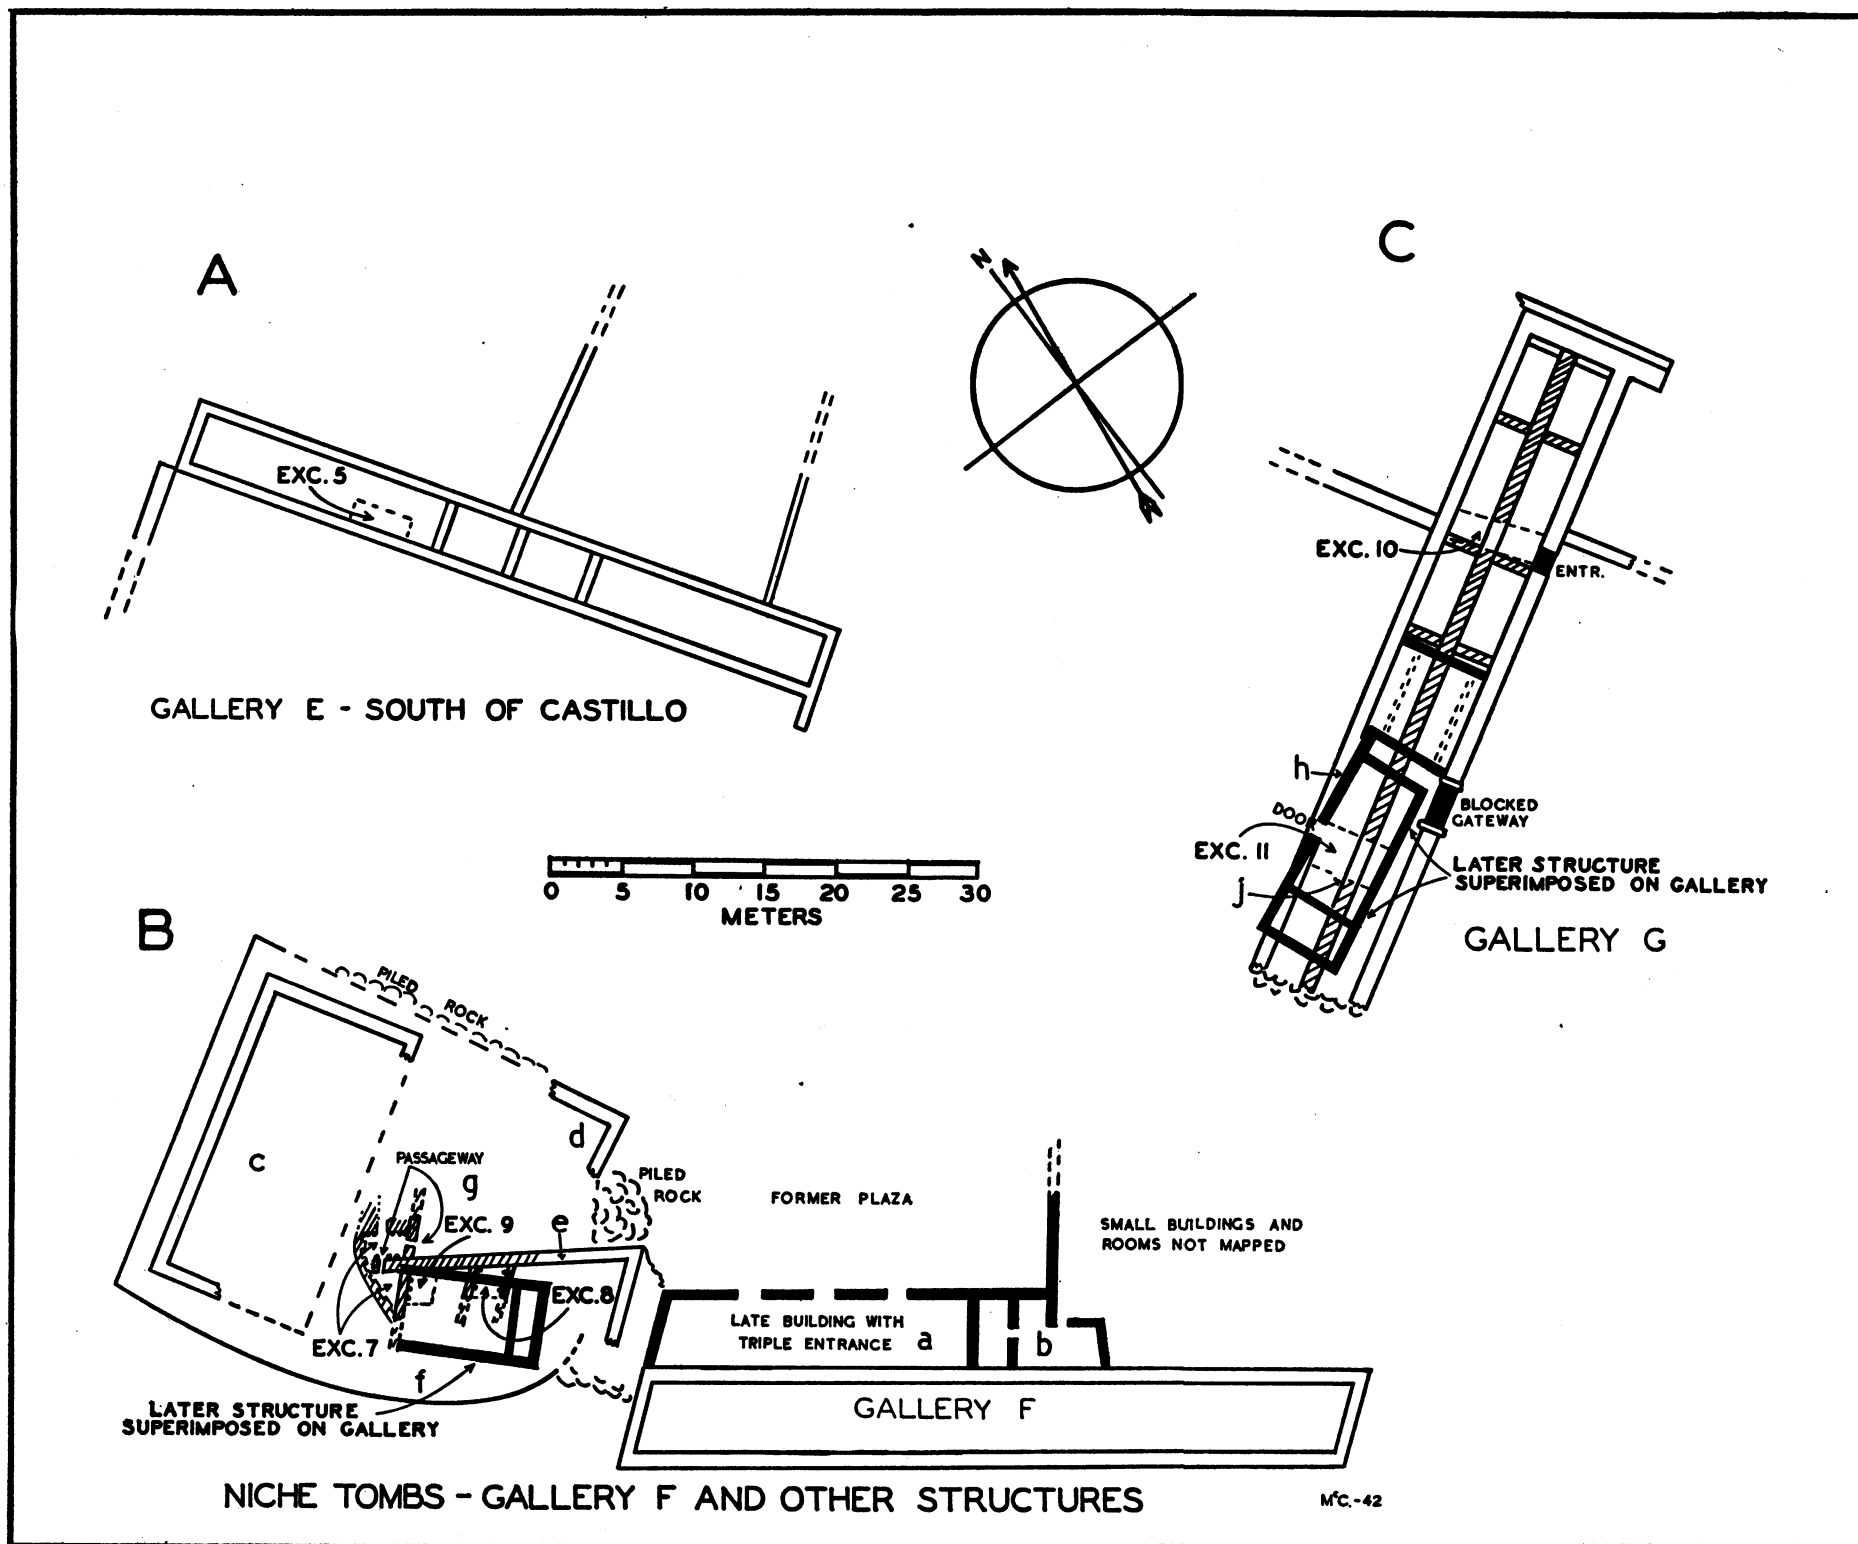 A
N
C
EXC. 5
GALLERY E - SOUTH OF CASTILLO
EXC. 10
ENTR.
h
DOO
BLOCKED
GATEWAY
EXC. 11
j
LATER STRUCTURE
SUPERIMPOSED ON GALLERY
GALLERY G
0 5 10 15 20 25 30
METERS
B
PILED ROCK
c
d
PASSAGEWAY
g
EXC. 9
e
PILED
ROCK
FORMER PLAZA
SMALL BUILDINGS AND
ROOMS NOT MAPPED
EXC. 8
EXC. 7
f
LATE BUILDING WITH
TRIPLE ENTRANCE
a
b
LATER STRUCTURE
SUPERIMPOSED ON GALLERY
GALLERY F
NICHE TOMBS - GALLERY F AND OTHER STRUCTURES
McC.-42